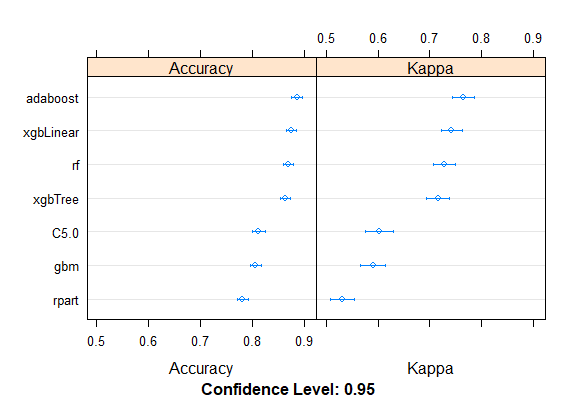 0.5 0.6 0.7 0.8 0.9
Accuracy Kappa
adaboost
xgbLinear
rf
xgbTree
C5.0
gbm
rpart
0.5 0.6 0.7 0.8 0.9
Accuracy Kappa
Confidence Level: 0.95